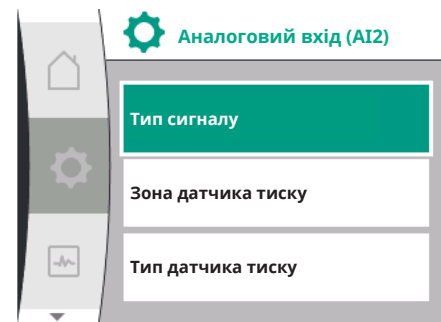 Аналоговий вхід (AI2)
Тип сигналу
Зона датчика тиску
Тип датчика тиску